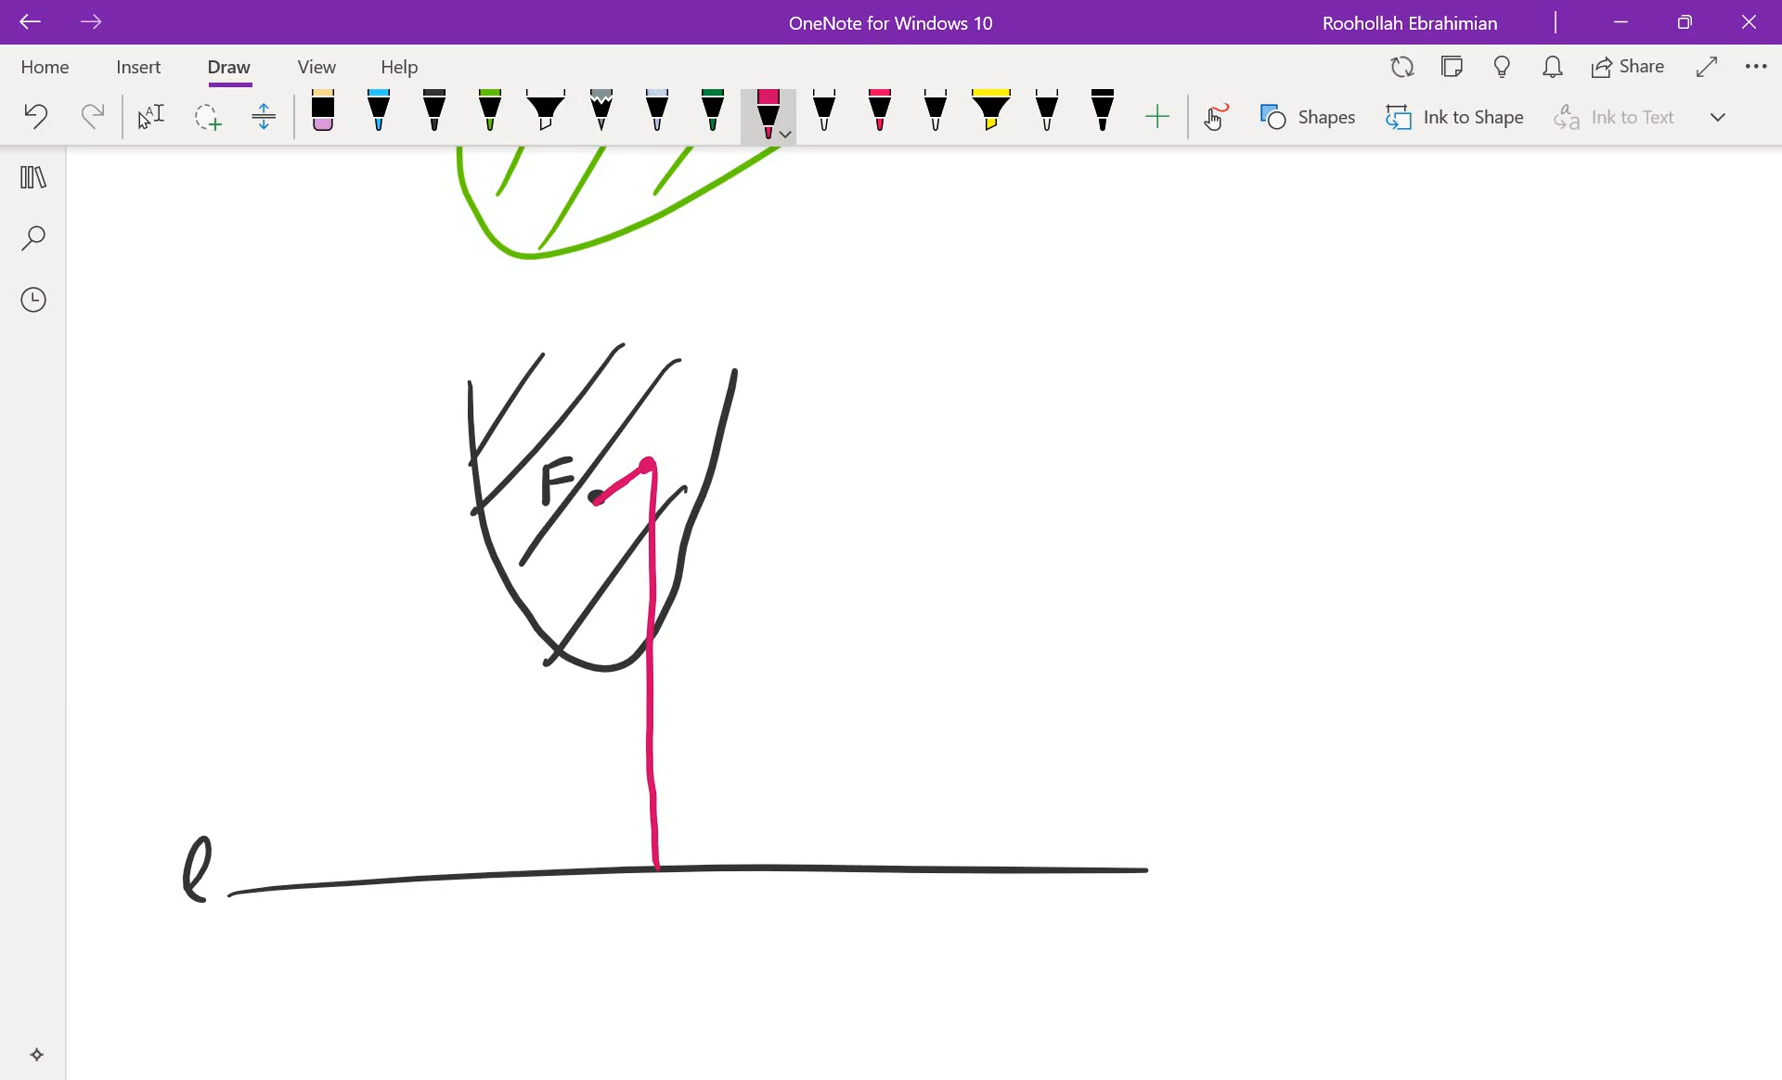 OneNote for Windows 10
Roohollah Ebrahimian
Home Insert Draw View Help
Share
Shapes Ink to Shape Ink to Text
F
l